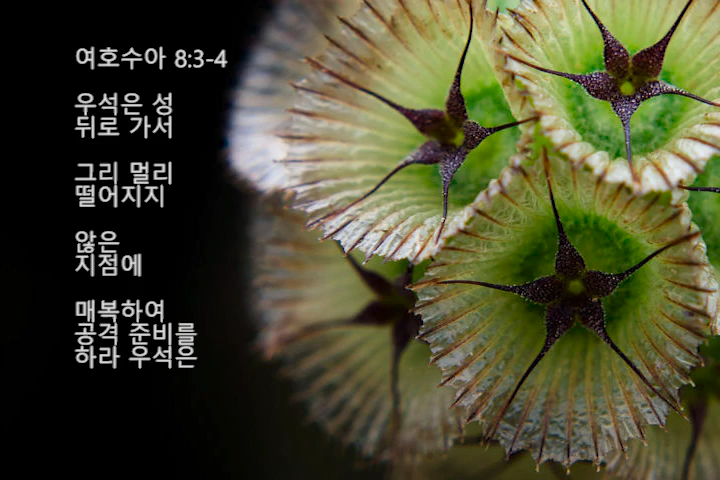 여호수아 8:3-4
우석은 성
뒤로 가서
그리 멀리
떨어지지
않은
지점에
매복하여
공격 준비를
하라 우석은